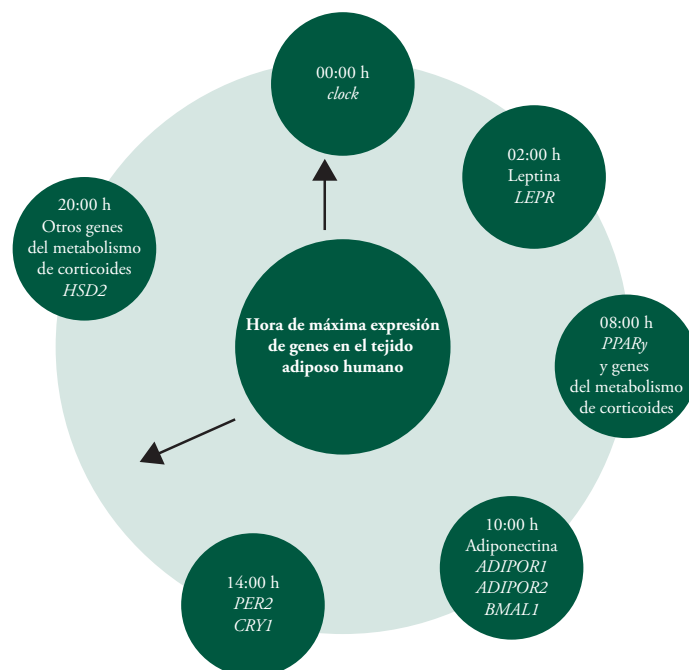 00:00 h
clock
02:00 h
Leptina
LEPR
08:00 h
PPARγ
y genes
del metabolismo
de corticoides
10:00 h
Adiponectina
ADIPOR1
ADIPOR2
BMAL1
14:00 h
PER2
CRY1
20:00 h
Otros genes
del metabolismo
de corticoides
HSD2
Hora de máxima expresión
de genes en el tejido
adiposo humano